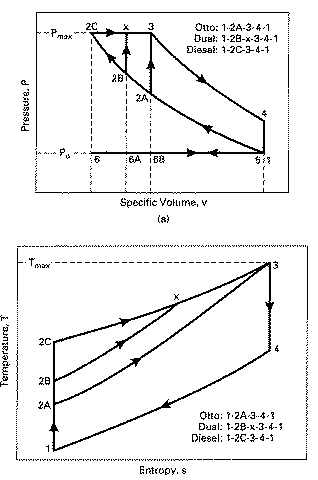 2C x 3
Otto: 1-2A-3-4-1
Dual: 1-2B-x-3-4-1
Diesel: 1-2C-3-4-1
Pmax
2B
2A
4
Pressure, P
6 6A 6B 5 1
Specific Volume, v
(a)
Tmax
3
x
2C
4
2B
2A
Temperature, T
Otto: 1-2A-3-4-1
Dual: 1-2B-x-3-4-1
Diesel: 1-2C-3-4-1
1
Entropy, s